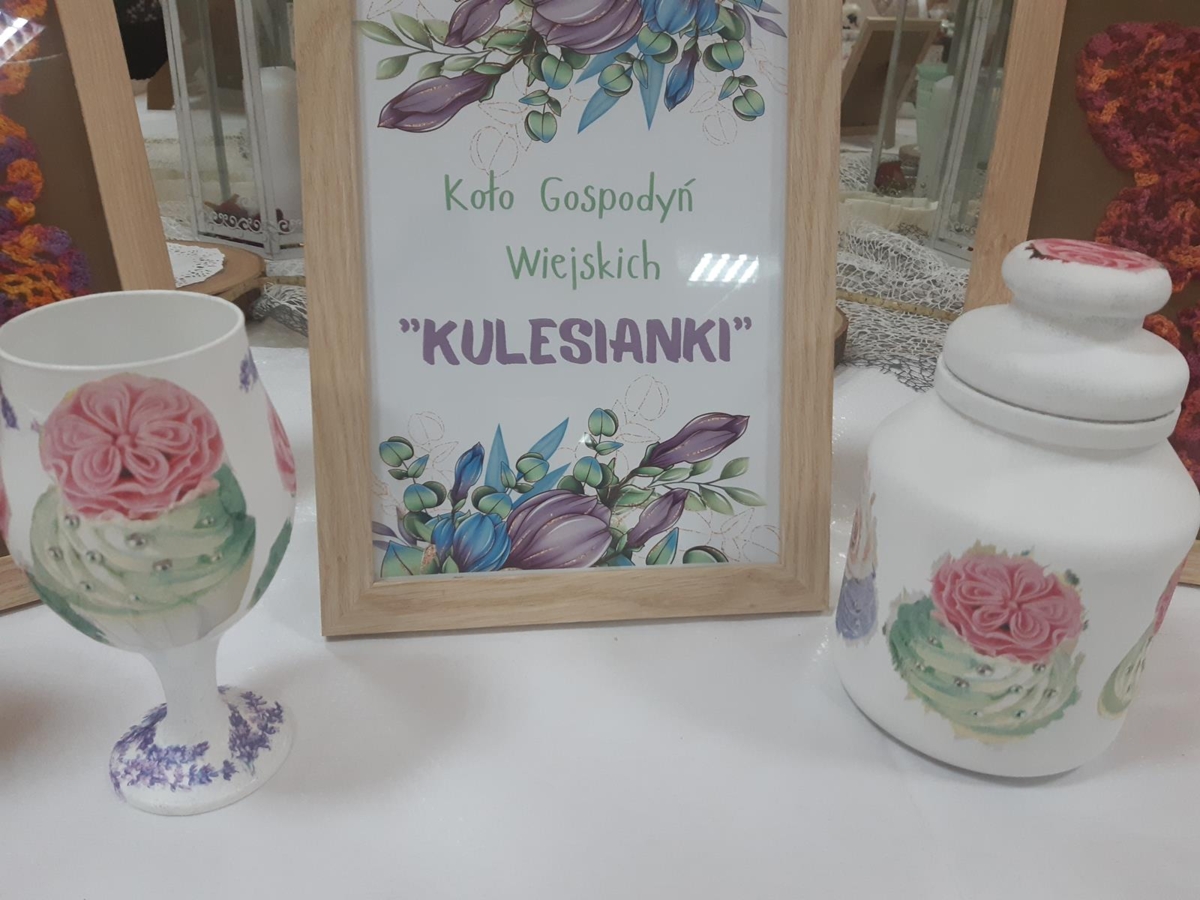 Koło Gospodyń
Wiejskich
"KULESIANKI"